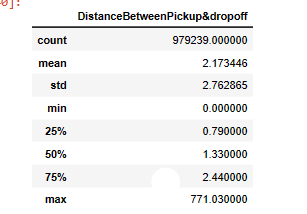 0]:
DistanceBetweenPickup&dropoff
count 979239.000000
mean 2.173446
std 2.762865
min 0.000000
25% 0.790000
50% 1.330000
75% 2.440000
max 771.030000